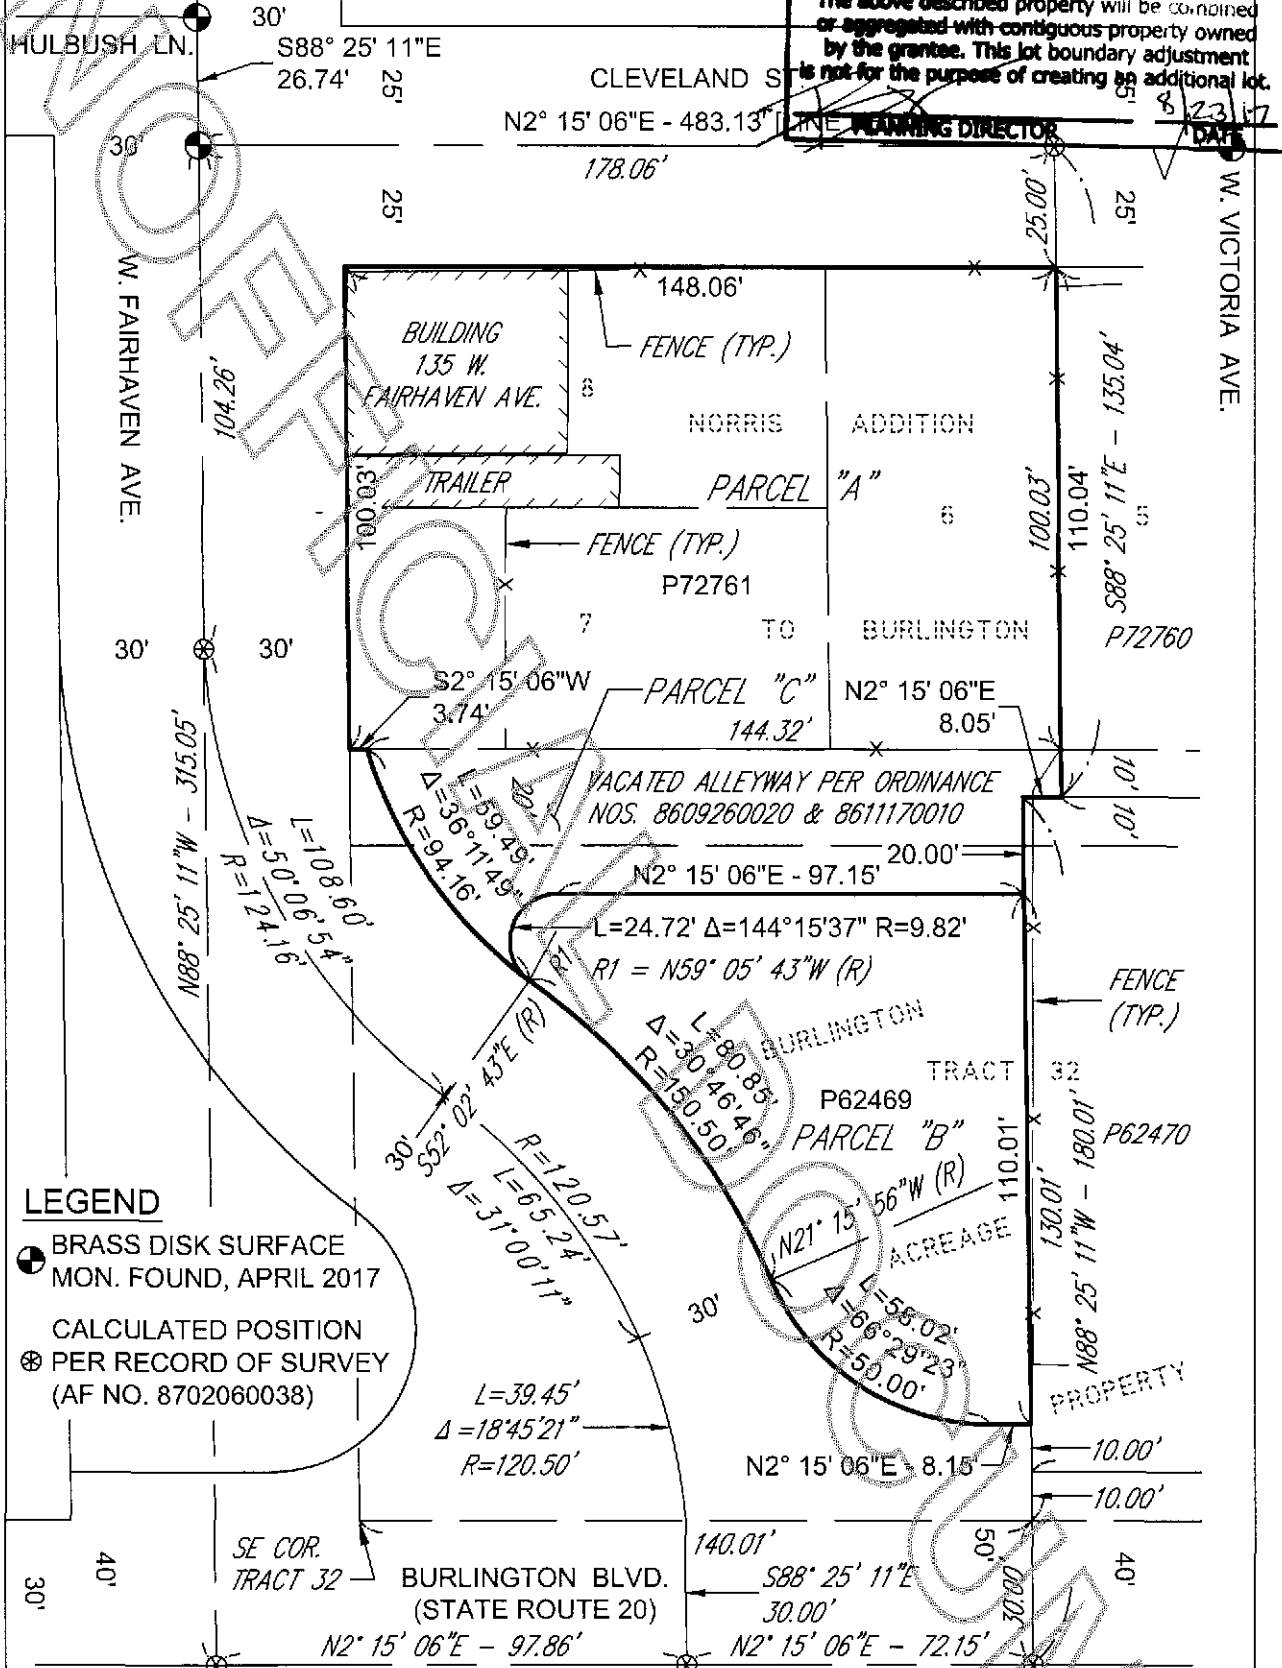 HULBUSH LN.
30'
S88° 25' 11"E
26.74'
25'
CLEVELAND
The above described property will be combined
or aggregated with contiguous property owned
by the grantee. This lot boundary adjustment
is not for the purpose of creating an additional lot.
8/23/17
PLANNING DIRECTOR
DATE
N2° 15' 06"E - 483.13'
30'
178.06'
25'
25.00'
25'
25'
W. VICTORIA AVE.
W. FAIRHAVEN AVE.
104.26'
148.06'
BUILDING
135 W.
FAIRHAVEN AVE.
FENCE (TYP.)
8
NORRIS ADDITION
TRAILER
PARCEL "A"
100.03'
6
5
100.03'
110.04'
S88° 25' 11"E - 135.04'
FENCE (TYP.)
P72761
7
TO BURLINGTON
P72760
30'
30'
S2° 15' 06"W
3.74'
PARCEL "C"
144.32'
N2° 15' 06"E
8.05'
N88° 25' 11"W - 315.05'
VACATED ALLEYWAY PER ORDINANCE
NOS. 8609260020 & 8611170010
20'
10'
10'
L=59.49'
Δ=36°11'49"
R=94.16'
20.00'
N2° 15' 06"E - 97.15'
L=108.60'
Δ=50°06'54"
R=124.16'
L=24.72' Δ=144°15'37" R=9.82'
R1
R1 = N59° 05' 43"W (R)
FENCE
(TYP.)
BURLINGTON
L=80.85'
Δ=30°46'46"
R=150.50'
TRACT 32
P62469
PARCEL "B"
P62470
30'
S52° 02' 43"E (R)
R=120.57'
L=65.24'
Δ=31°00'11"
110.01'
130.01'
N88° 25' 11"W - 180.01'
N21° 15' 56"W (R)
ACREAGE
LEGEND
BRASS DISK SURFACE
MON. FOUND, APRIL 2017
CALCULATED POSITION
PER RECORD OF SURVEY
(AF NO. 8702060038)
30'
L=55.02'
Δ=66°29'23"
R=50.00'
PROPERTY
L=39.45'
Δ=18°45'21"
R=120.50'
N2° 15' 06"E - 8.15'
10.00'
10.00'
SE COR.
TRACT 32
140.01'
BURLINGTON BLVD.
(STATE ROUTE 20)
S88° 25' 11"E
30.00'
50'
30.00
40'
30'
40'
N2° 15' 06"E - 97.86'
N2° 15' 06"E - 72.15'
UNOFFICIAL DOCUM